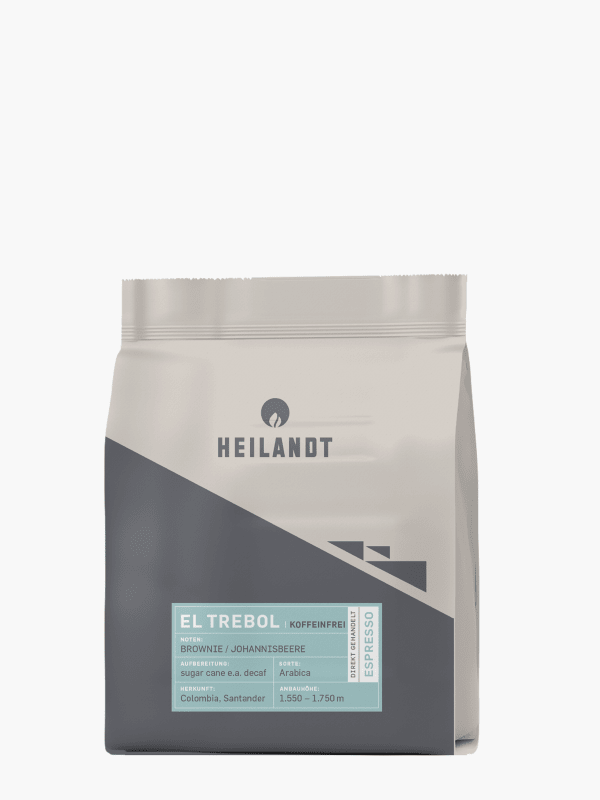 HEILANDT
EL TREBOL | KOFFEINFREI
NOTEN:
BROWNIE / JOHANNISBEERE
AUFBEREITUNG:
sugar cane e.a. decaf
SORTE:
Arabica
HERKUNFT:
Colombia, Santander
ANBAUHÖHE:
1.550 – 1.750 m
DIREKT GEHANDELT
ESPRESSO